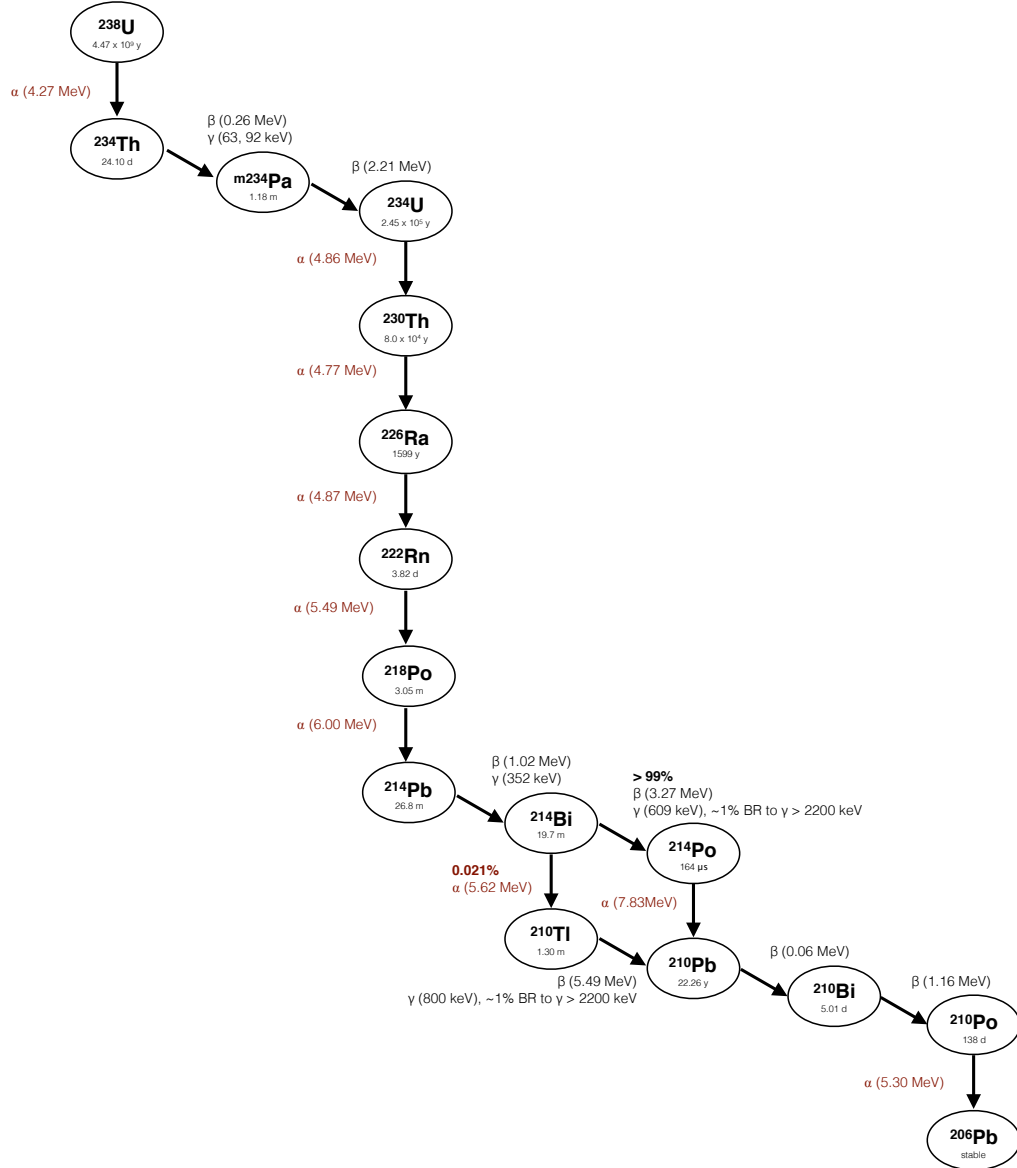 ²³⁸U
4.47 x 10⁹ y
α (4.27 MeV)
²³⁴Th
24.10 d
β (0.26 MeV)
γ (63, 92 keV)
ᵐ²³⁴Pa
1.18 m
β (2.21 MeV)
²³⁴U
2.45 x 10⁵ y
α (4.86 MeV)
²³⁰Th
8.0 x 10⁴ y
α (4.77 MeV)
²²⁶Ra
1599 y
α (4.87 MeV)
²²²Rn
3.82 d
α (5.49 MeV)
²¹⁸Po
3.05 m
α (6.00 MeV)
²¹⁴Pb
26.8 m
β (1.02 MeV)
γ (352 keV)
²¹⁴Bi
19.7 m
> 99%
β (3.27 MeV)
γ (609 keV), ~1% BR to γ > 2200 keV
²¹⁴Po
164 µs
0.021%
α (5.62 MeV)
α (7.83MeV)
²¹⁰Tl
1.30 m
β (5.49 MeV)
γ (800 keV), ~1% BR to γ > 2200 keV
²¹⁰Pb
22.26 y
β (0.06 MeV)
²¹⁰Bi
5.01 d
β (1.16 MeV)
²¹⁰Po
138 d
α (5.30 MeV)
²⁰⁶Pb
stable